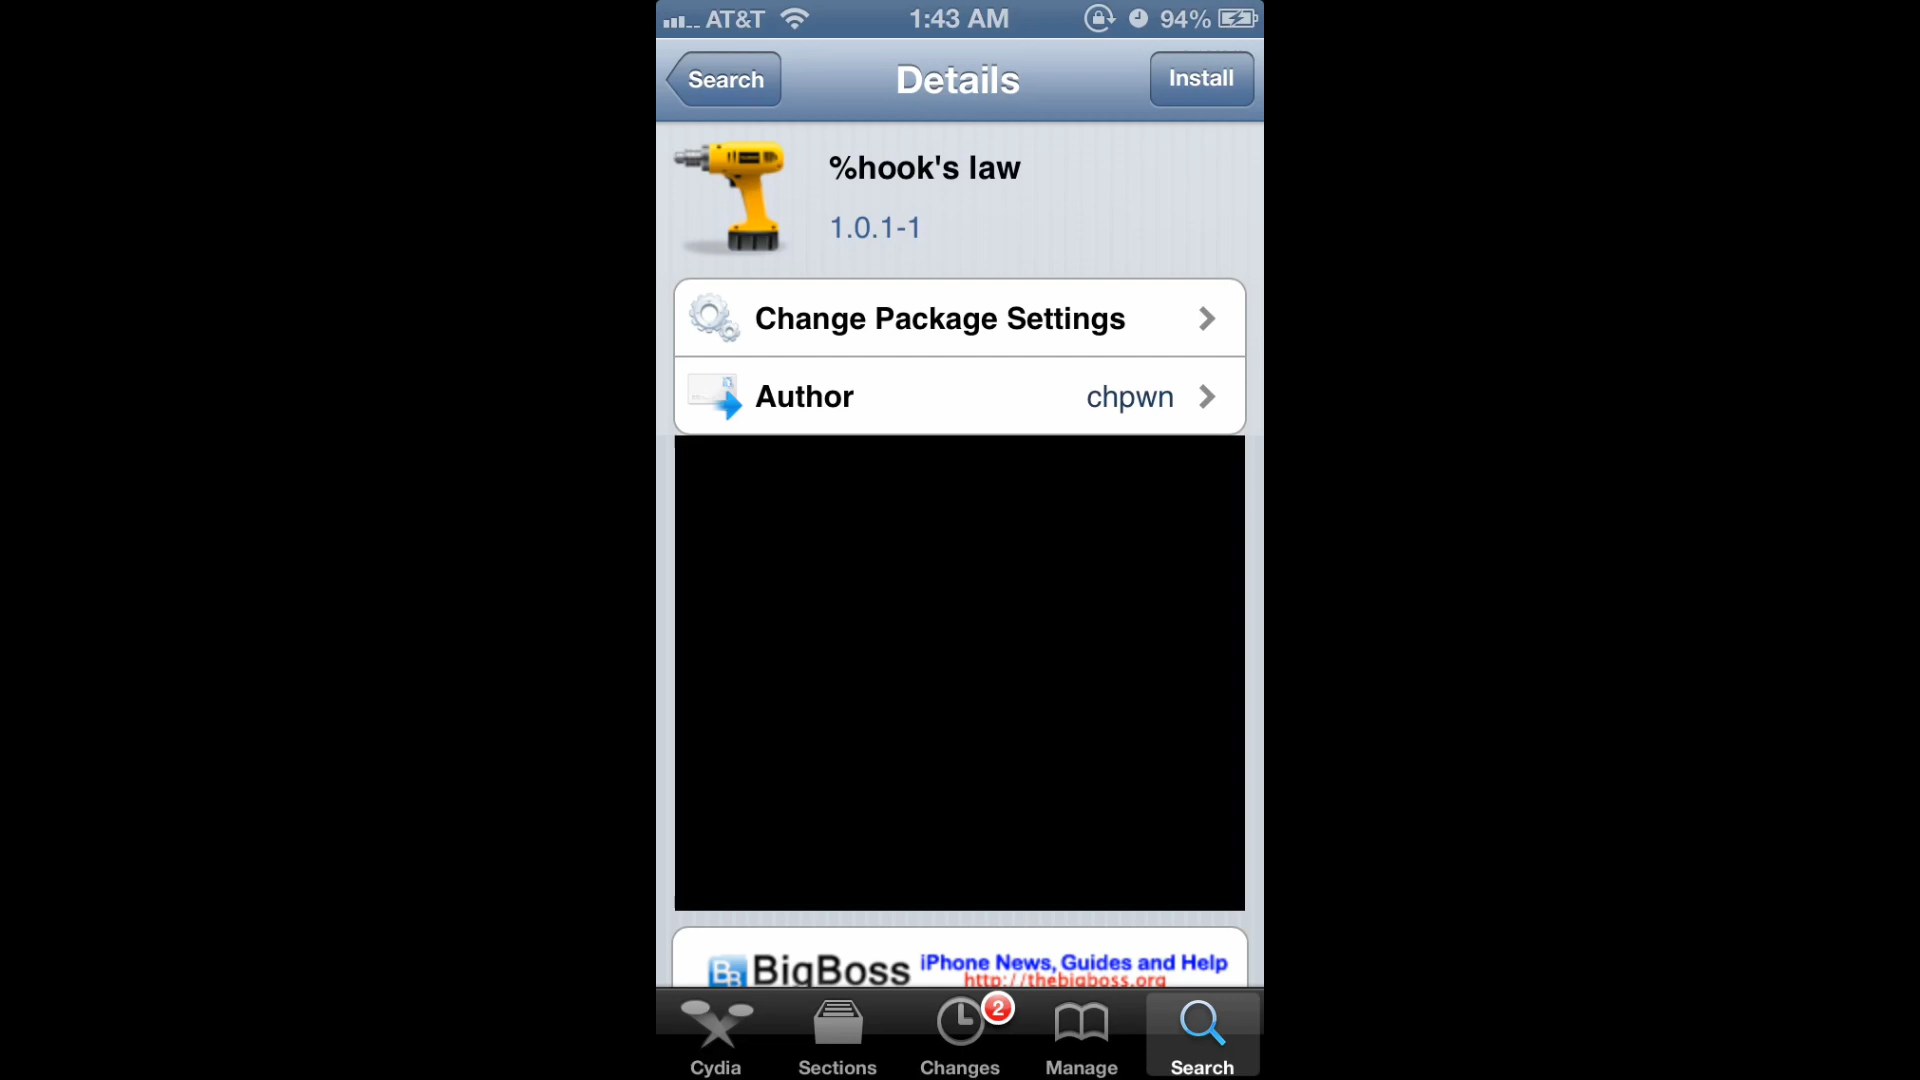 AT&T 1:43 AM 94%
Search Details Install
%hook's law
1.0.1-1
Change Package Settings
Author chpwn
BB BigBoss iPhone News, Guides and Help
http://thebigboss.org
2
Cydia Sections Changes Manage Search